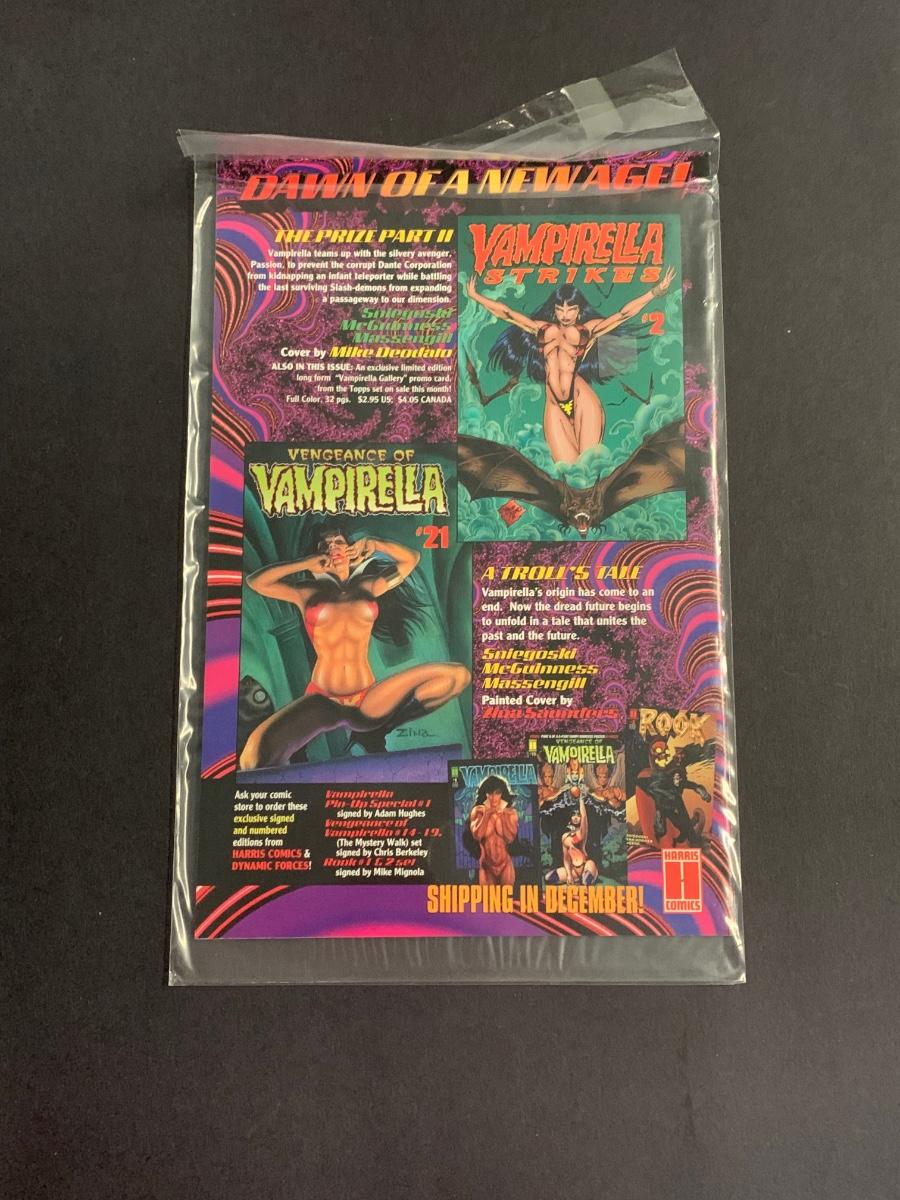 DAWN OF A NEW AGE!
THE PRIZE PART II
Vampirella teams up with the silvery avenger,
Passion, to prevent the corrupt Dante Corporation
from kidnapping an infant teleporter while battling
the last surviving Slash-demons from expanding
a passageway to our dimension.
Sniegoski
McGuinness
Massengill
Cover by Mike Deodato
ALSO IN THIS ISSUE: An exclusive limited edition
long form "Vampirella Gallery" promo card.
from the Topps set on sale this month!
Full Color, 32 pgs. $2.95 US; $4.05 CANADA
VAMPIRELLA
STRIKES
#2
VENGEANCE OF
VAMPIRELLA
#21
ZINA
A TROLL'S TALE
Vampirella's origin has come to an
end. Now the dread future begins
to unfold in a tale that unites the
past and the future.
Sniegoski
McGuinness
Massengill
Painted Cover by
Zina Saunders
Ask your comic
store to order these
exclusive signed
and numbered
editions from
HARRIS COMICS &
DYNAMIC FORCES!
Vampirella
Pin-Up Special #1
signed by Adam Hughes
Vengeance of
Vampirella #14-19.
(The Mystery Walk) set
signed by Chris Berkeley
Rook #1 & 2 set
signed by Mike Mignola
VAMPIRELLA
VENGEANCE OF
VAMPIRELLA
ROOK
HARRIS
H
COMICS
SHIPPING IN DECEMBER!